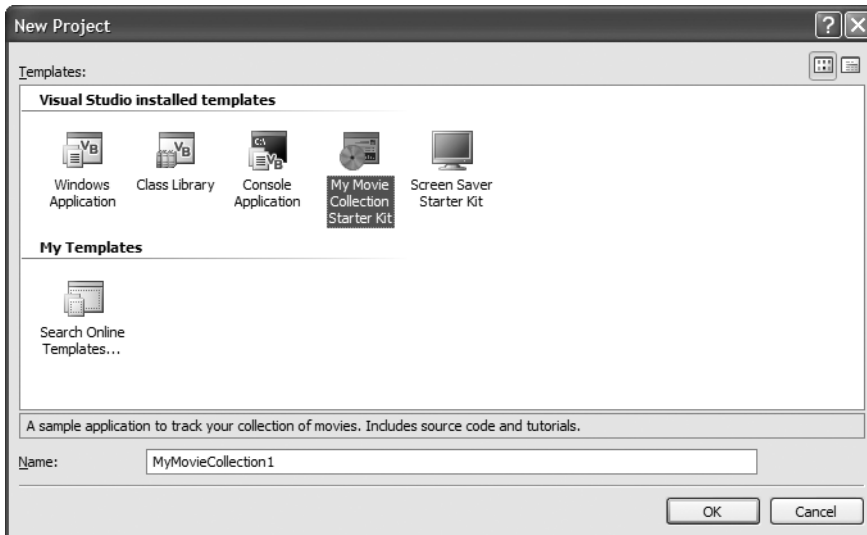 New Project
Templates:
Visual Studio installed templates
Windows
Application
Class Library
Console
Application
My Movie
Collection
Starter Kit
Screen Saver
Starter Kit
My Templates
Search Online
Templates...
A sample application to track your collection of movies. Includes source code and tutorials.
Name:
MyMovieCollection1
OK
Cancel